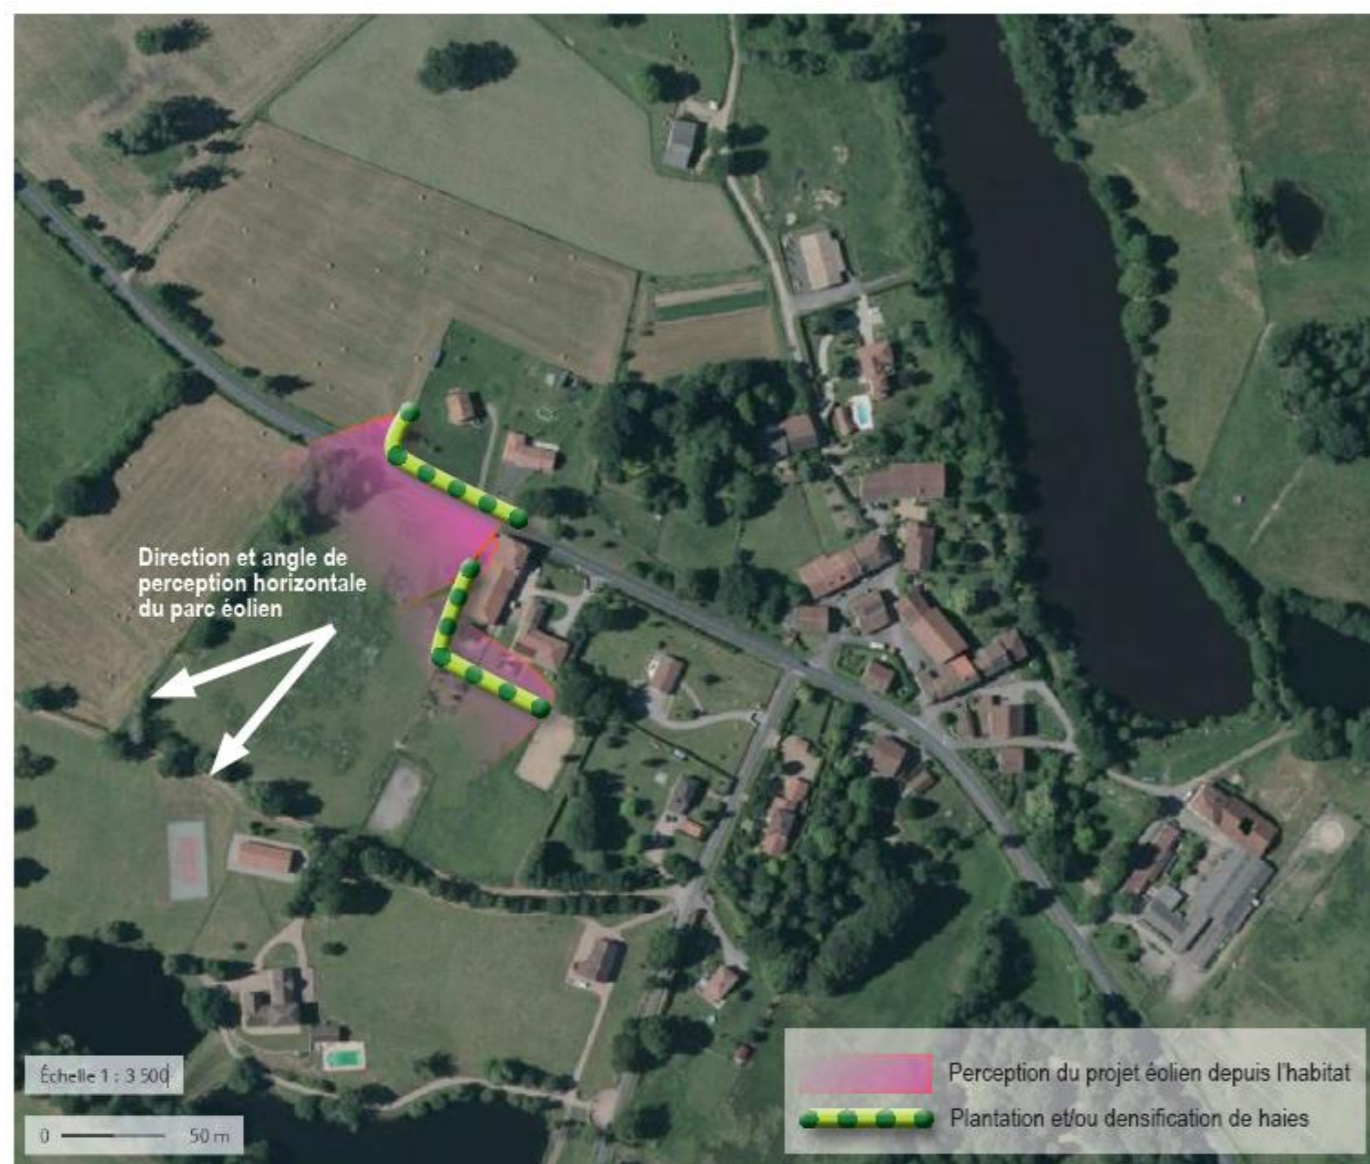 Direction et angle de
perception horizontale
du parc éolien
Échelle 1 : 3 500
0 50 m
Perception du projet éolien depuis l'habitat
Plantation et/ou densification de haies